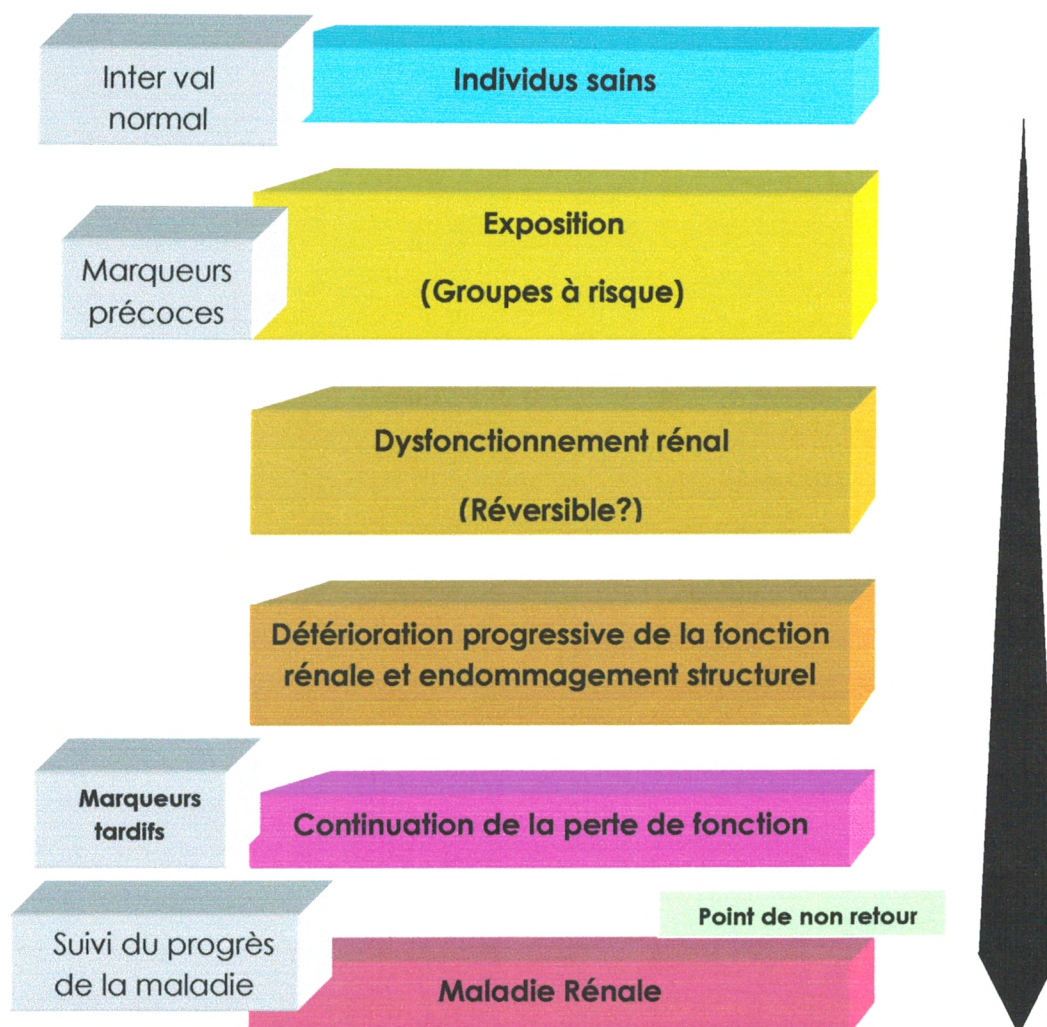 Inter val
normal
Individus sains
Marqueurs
précoces
Exposition
(Groupes à risque)
Dysfonctionnement rénal
(Réversible?)
Détérioration progressive de la fonction
rénale et endommagement structurel
Marqueurs
tardifs
Continuation de la perte de fonction
Point de non retour
Suivi du progrès
de la maladie
Maladie Rénale